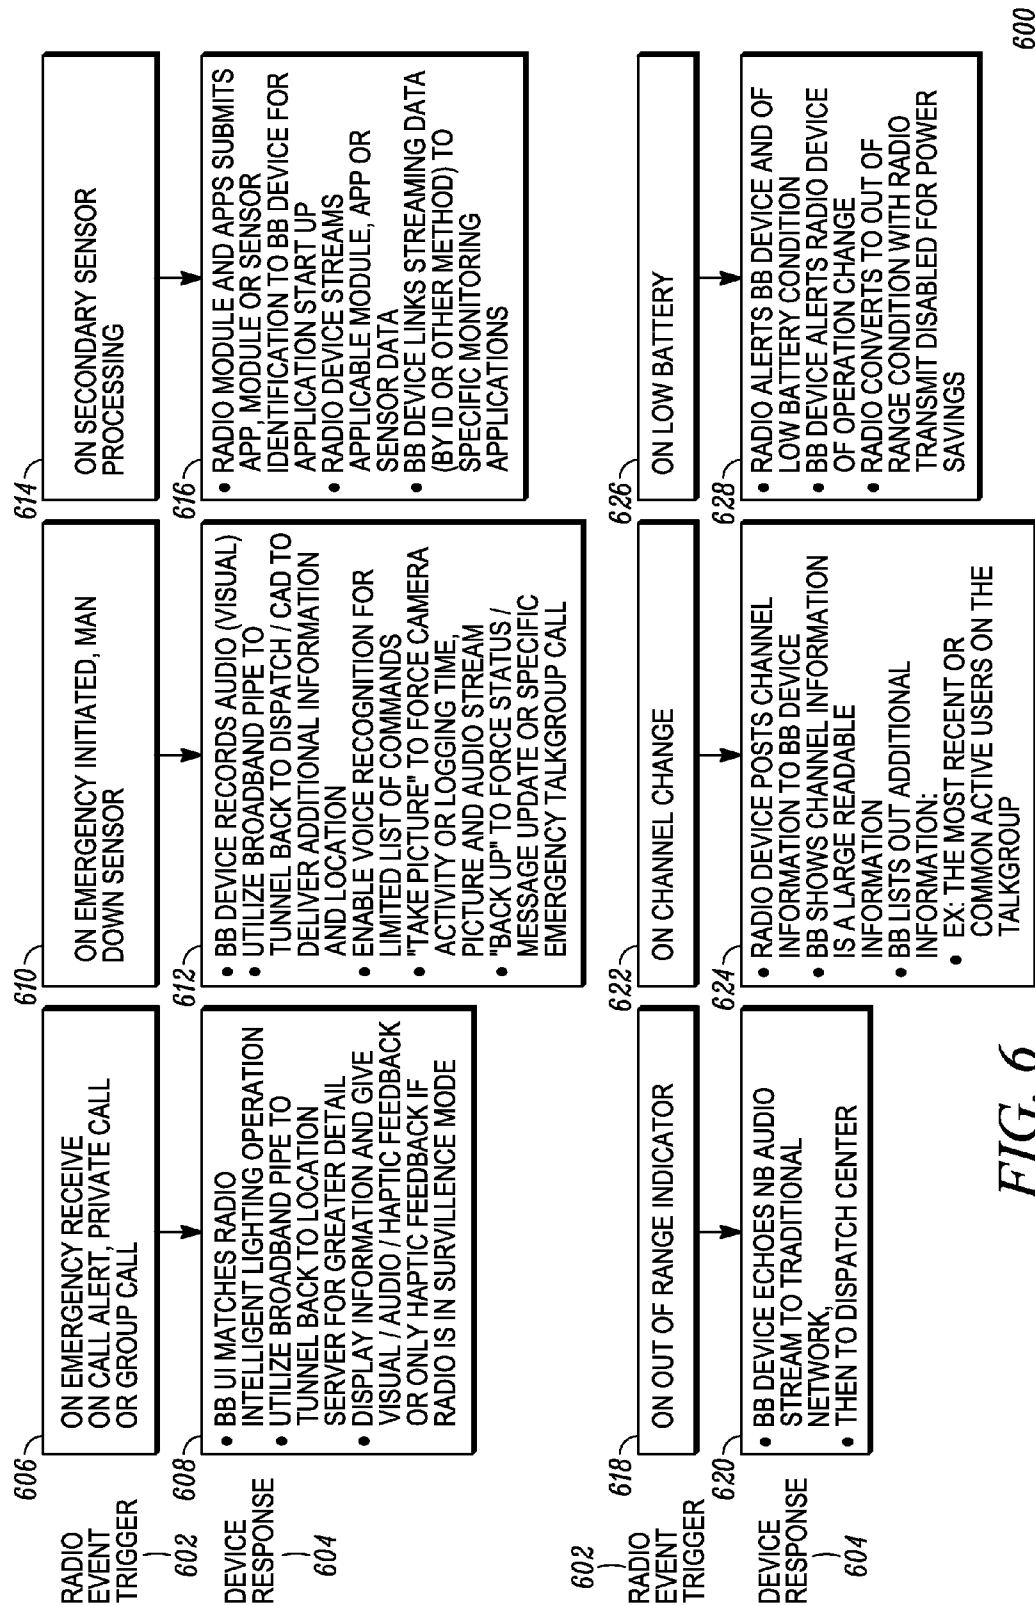 RADIO
EVENT
TRIGGER
602
606
ON EMERGENCY RECEIVE
ON CALL ALERT, PRIVATE CALL
OR GROUP CALL
610
ON EMERGENCY INITIATED, MAN
DOWN SENSOR
614
ON SECONDARY SENSOR
PROCESSING
DEVICE
RESPONSE
604
608
• BB UI MATCHES RADIO
INTELLIGENT LIGHTING OPERATION
• UTILIZE BROADBAND PIPE TO
TUNNEL BACK TO LOCATION
SERVER FOR GREATER DETAIL
• DISPLAY INFORMATION AND GIVE
VISUAL / AUDIO / HAPTIC FEEDBACK
OR ONLY HAPTIC FEEDBACK IF
RADIO IS IN SURVILLENCE MODE
612
• BB DEVICE RECORDS AUDIO (VISUAL)
• UTILIZE BROADBAND PIPE TO
TUNNEL BACK TO DISPATCH / CAD TO
DELIVER ADDITIONAL INFORMATION
AND LOCATION
• ENABLE VOICE RECOGNITION FOR
LIMITED LIST OF COMMANDS
• "TAKE PICTURE" TO FORCE CAMERA
ACTIVITY OR LOGGING TIME,
PICTURE AND AUDIO STREAM
• "BACK UP" TO FORCE STATUS /
MESSAGE UPDATE OR SPECIFIC
EMERGENCY TALKGROUP CALL
616
• RADIO MODULE AND APPS SUBMITS
APP, MODULE OR SENSOR
IDENTIFICATION TO BB DEVICE FOR
APPLICATION START UP
• RADIO DEVICE STREAMS
APPLICABLE MODULE, APP OR
SENSOR DATA
• BB DEVICE LINKS STREAMING DATA
(BY ID OR OTHER METHOD) TO
SPECIFIC MONITORING
APPLICATIONS
602
RADIO
EVENT
TRIGGER
618
ON OUT OF RANGE INDICATOR
622
ON CHANNEL CHANGE
626
ON LOW BATTERY
DEVICE
RESPONSE
604
620
• BB DEVICE ECHOES NB AUDIO
STREAM TO TRADITIONAL
NETWORK,
• THEN TO DISPATCH CENTER
624
• RADIO DEVICE POSTS CHANNEL
INFORMATION TO BB DEVICE
• BB SHOWS CHANNEL INFORMATION
IS A LARGE READABLE
INFORMATION
• BB LISTS OUT ADDITIONAL
INFORMATION:
• EX: THE MOST RECENT OR
COMMON ACTIVE USERS ON THE
TALKGROUP
628
• RADIO ALERTS BB DEVICE AND OF
LOW BATTERY CONDITION
• BB DEVICE ALERTS RADIO DEVICE
OF OPERATION CHANGE
• RADIO CONVERTS TO OUT OF
RANGE CONDITION WITH RADIO
TRANSMIT DISABLED FOR POWER
SAVINGS
FIG. 6
600